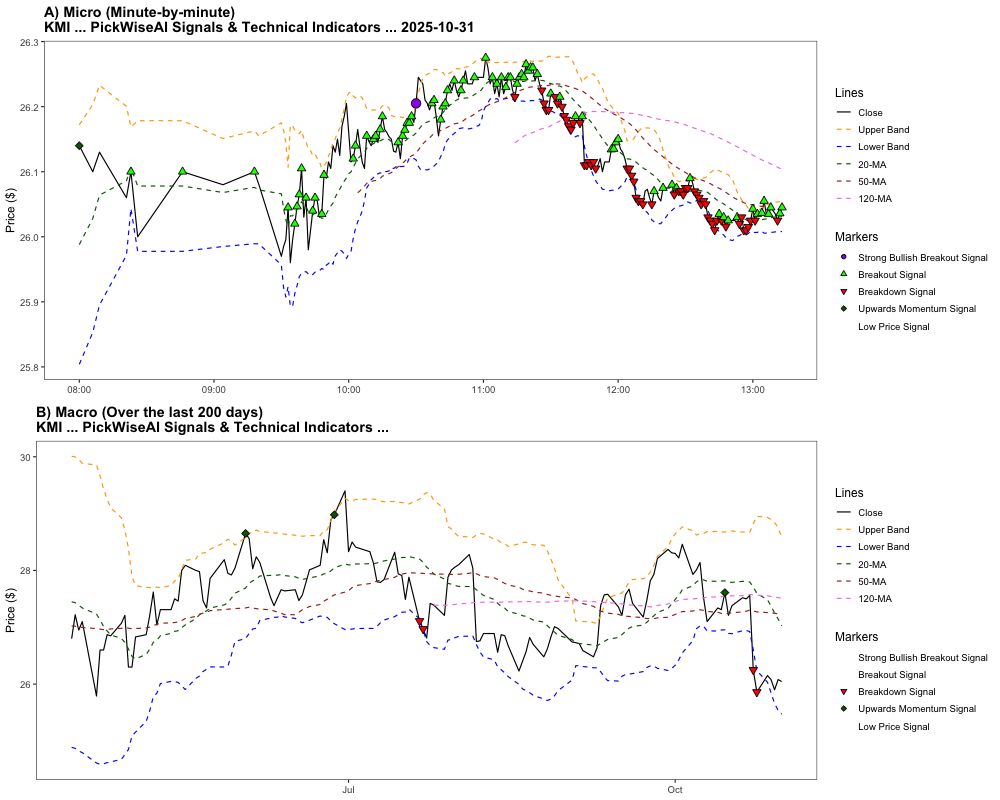 A) Micro (Minute-by-minute)
KMI ... PickWiseAI Signals & Technical Indicators ... 2025-10-31
26.3
26.2
26.1
26.0
25.9
25.8
Price ($)
08:00 09:00 10:00 11:00 12:00 13:00
Lines
Close
Upper Band
Lower Band
20-MA
50-MA
120-MA
Markers
Strong Bullish Breakout Signal
Breakout Signal
Breakdown Signal
Upwards Momentum Signal
Low Price Signal
B) Macro (Over the last 200 days)
KMI ... PickWiseAI Signals & Technical Indicators ...
30
28
26
Price ($)
Jul Oct
Lines
Close
Upper Band
Lower Band
20-MA
50-MA
120-MA
Markers
Strong Bullish Breakout Signal
Breakout Signal
Breakdown Signal
Upwards Momentum Signal
Low Price Signal